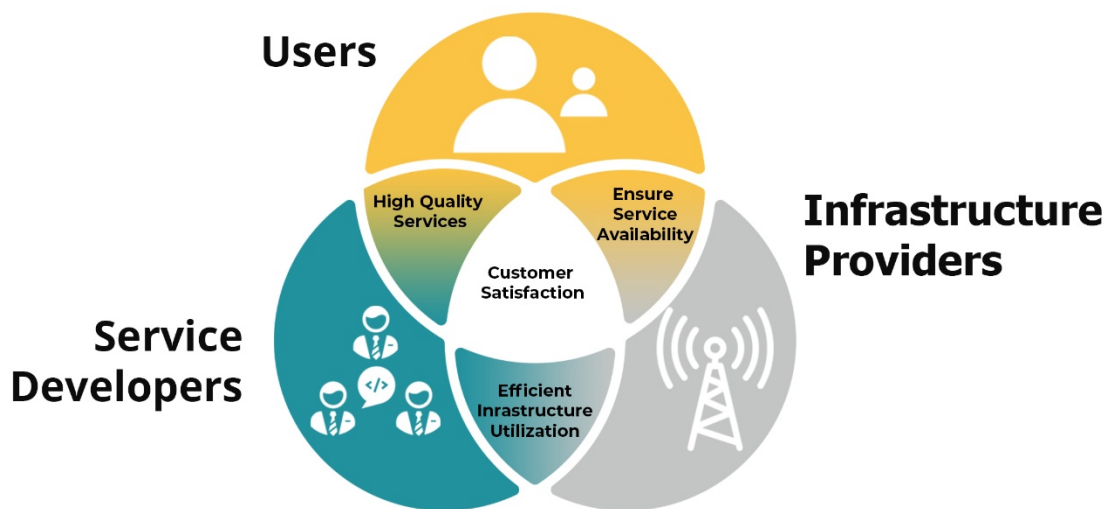 Users
High Quality
Services
Ensure
Service
Availability
Infrastructure
Providers
Customer
Satisfaction
Service
Developers
</>
Efficient
Inrastructure
Utilization